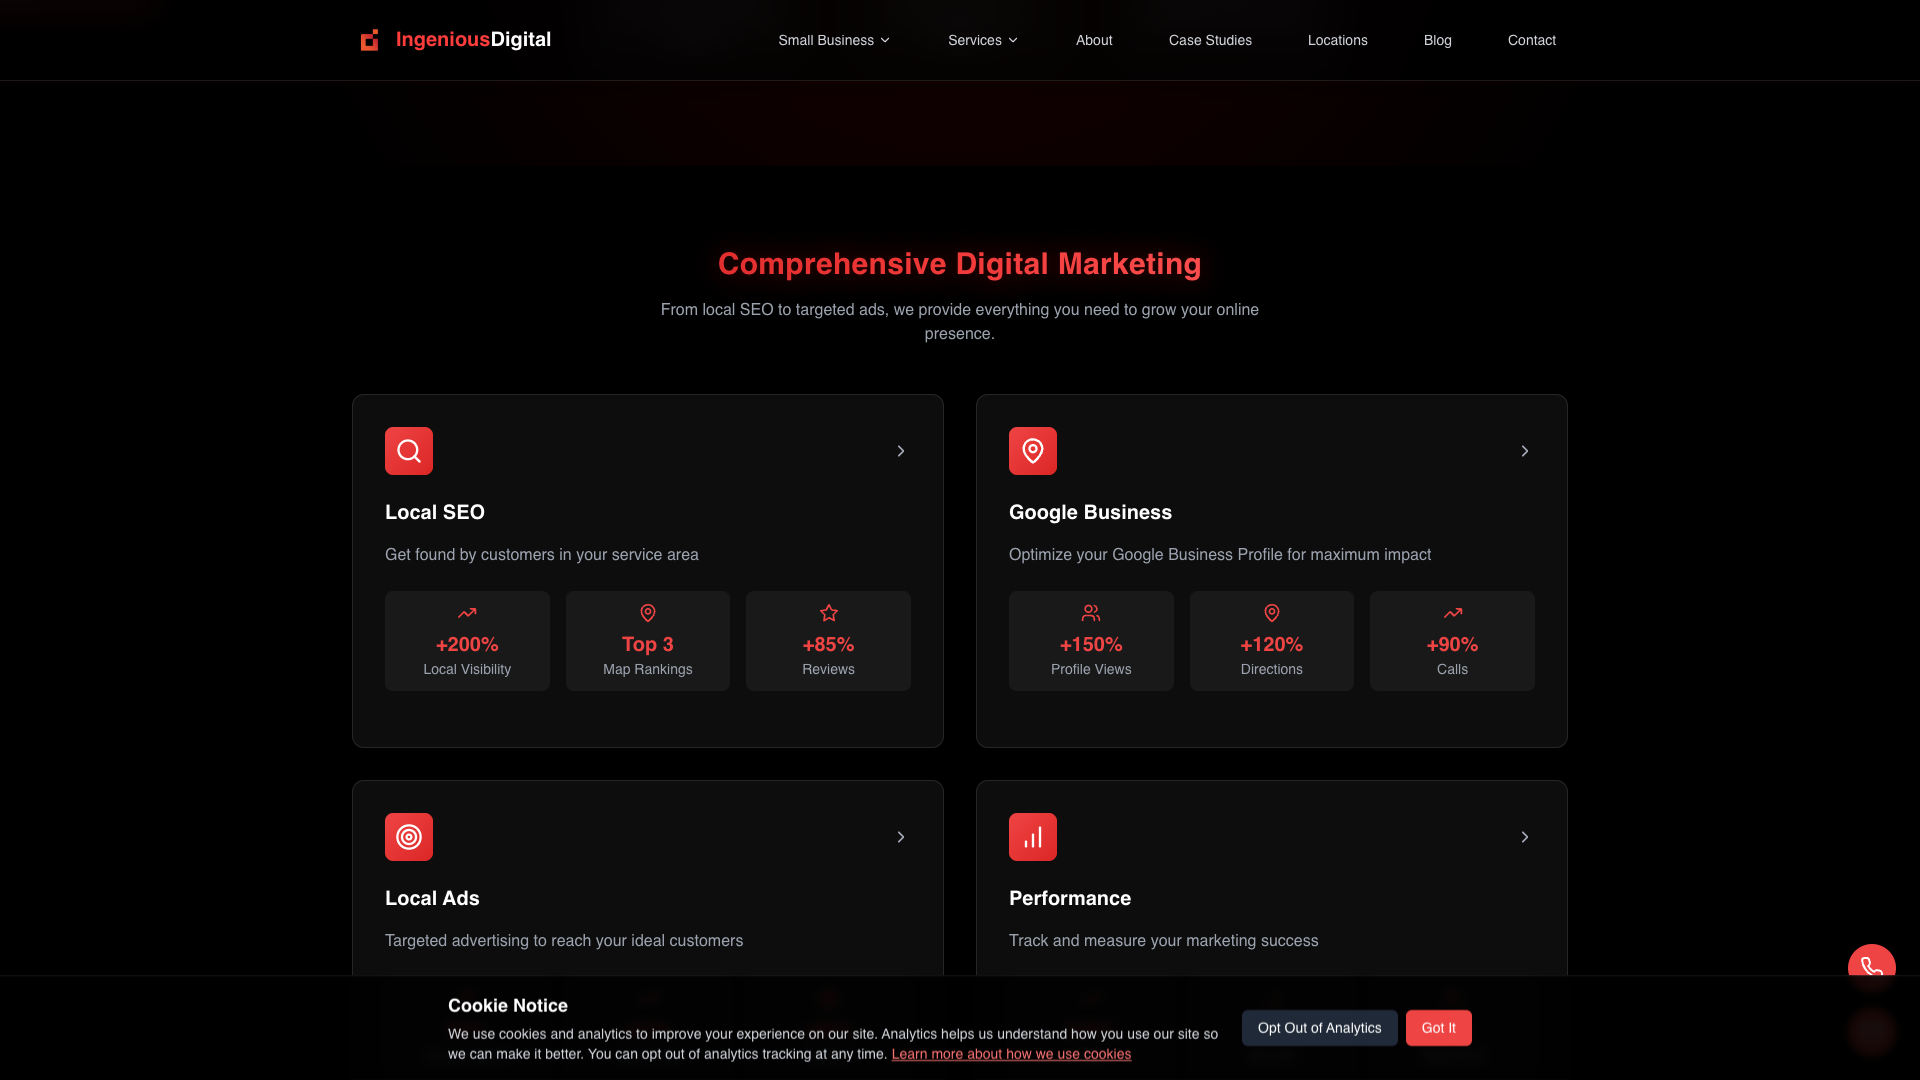 IngeniousDigital
Small Business
Services
About
Case Studies
Locations
Blog
Contact
Comprehensive Digital Marketing
From local SEO to targeted ads, we provide everything you need to grow your online
presence.
Local SEO
Get found by customers in your service area
+200%
Local Visibility
Top 3
Map Rankings
+85%
Reviews
Google Business
Optimize your Google Business Profile for maximum impact
+150%
Profile Views
+120%
Directions
+90%
Calls
Local Ads
Targeted advertising to reach your ideal customers
Performance
Track and measure your marketing success
Cookie Notice
We use cookies and analytics to improve your experience on our site. Analytics helps us understand how you use our site so
we can make it better. You can opt out of analytics tracking at any time. Learn more about how we use cookies
Opt Out of Analytics
Got It